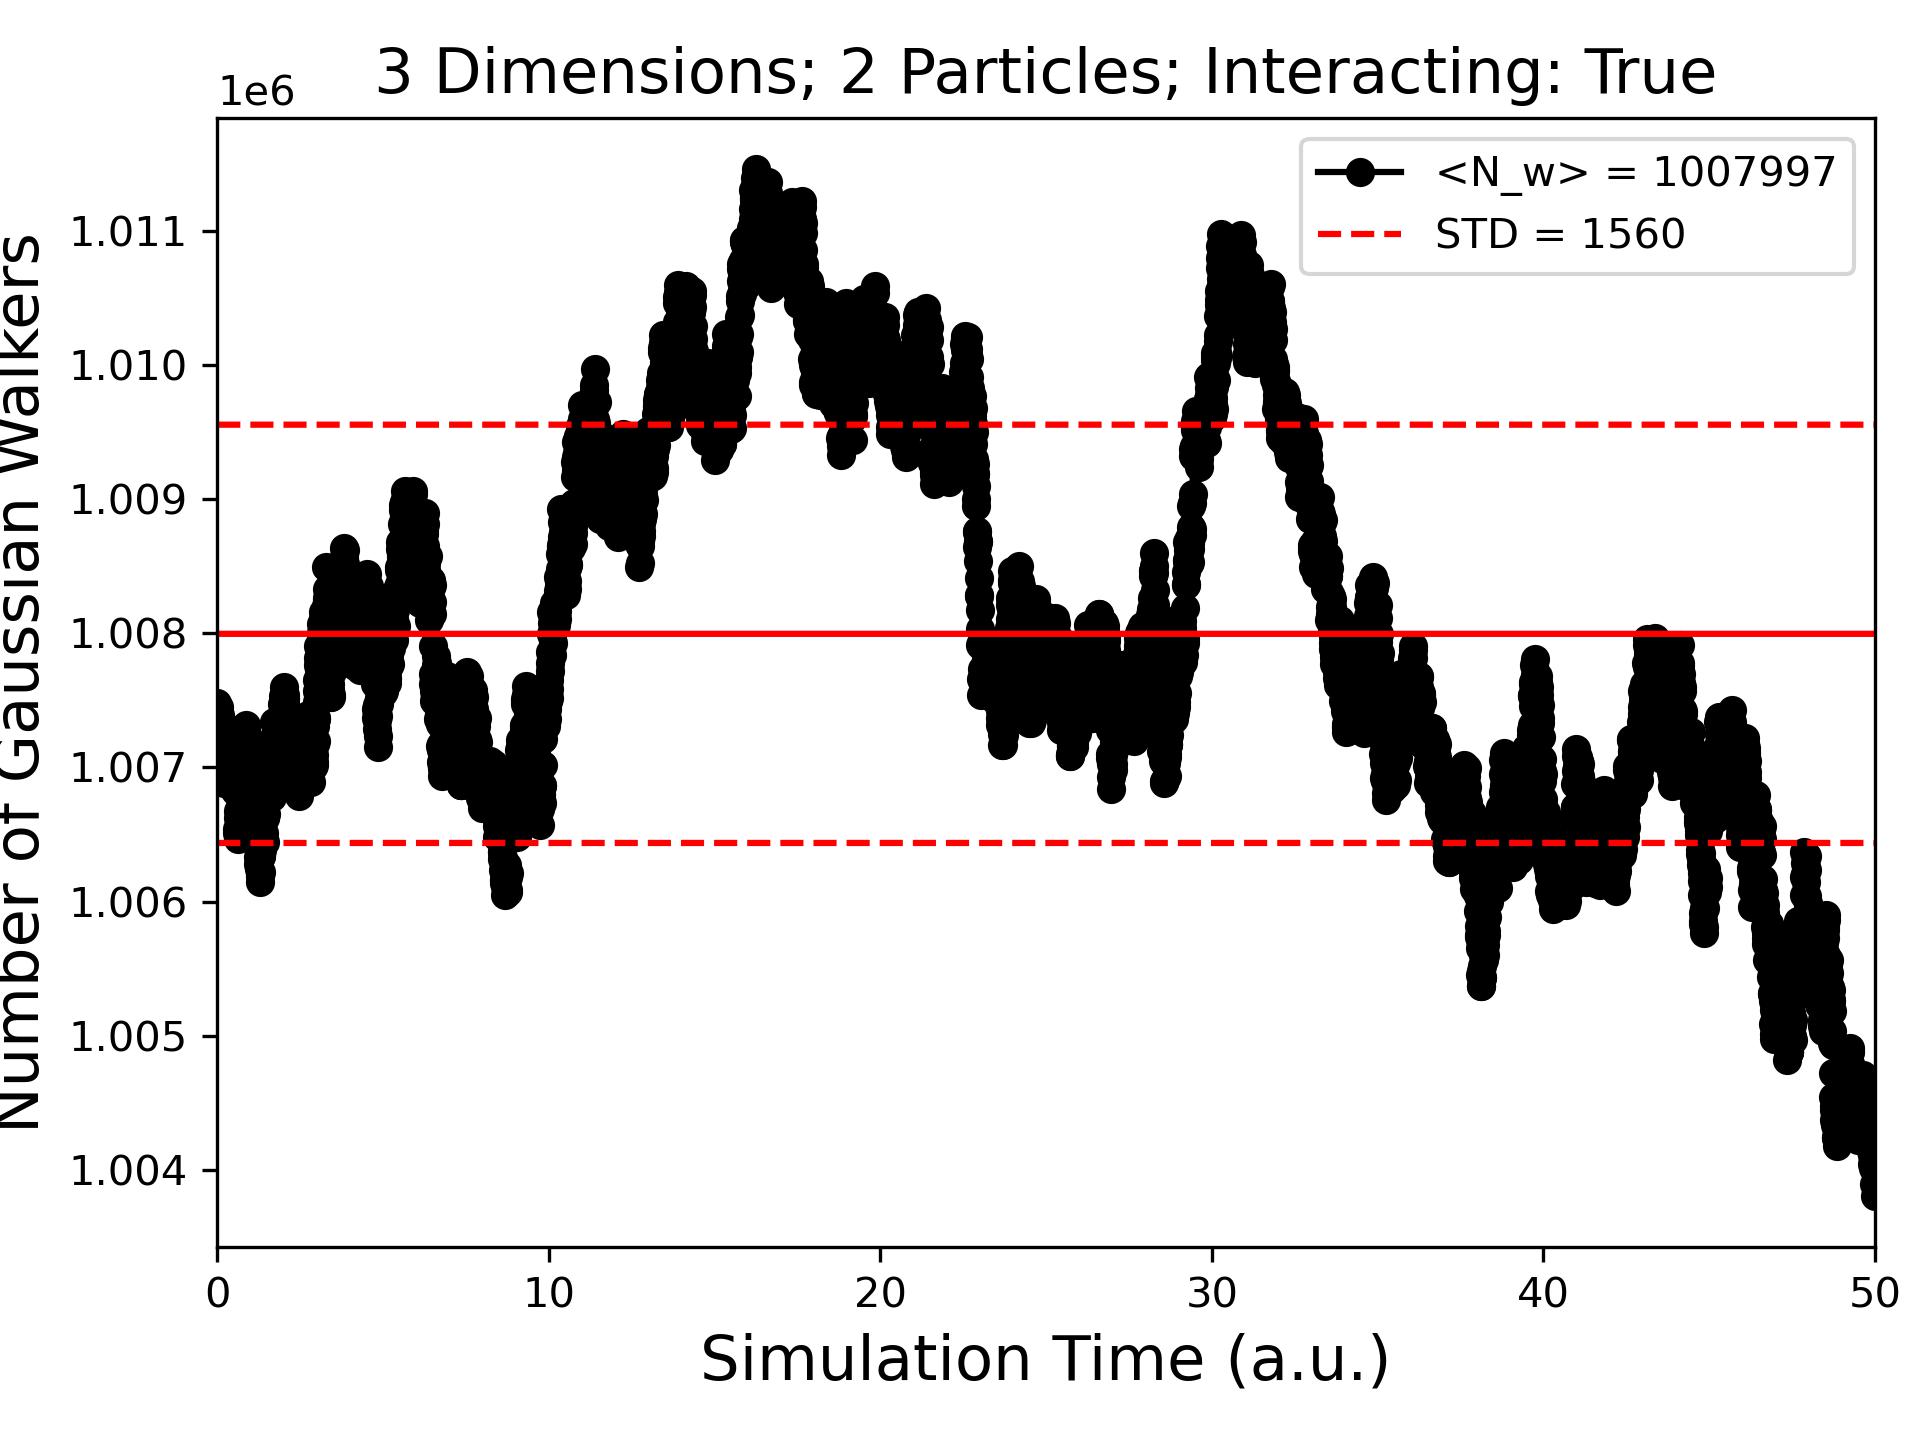 3 Dimensions; 2 Particles; Interacting: True
1e6
<N_w> = 1007997
STD = 1560
Number of Gaussian Walkers
1.011
1.010
1.009
1.008
1.007
1.006
1.005
1.004
0 10 20 30 40 50
Simulation Time (a.u.)